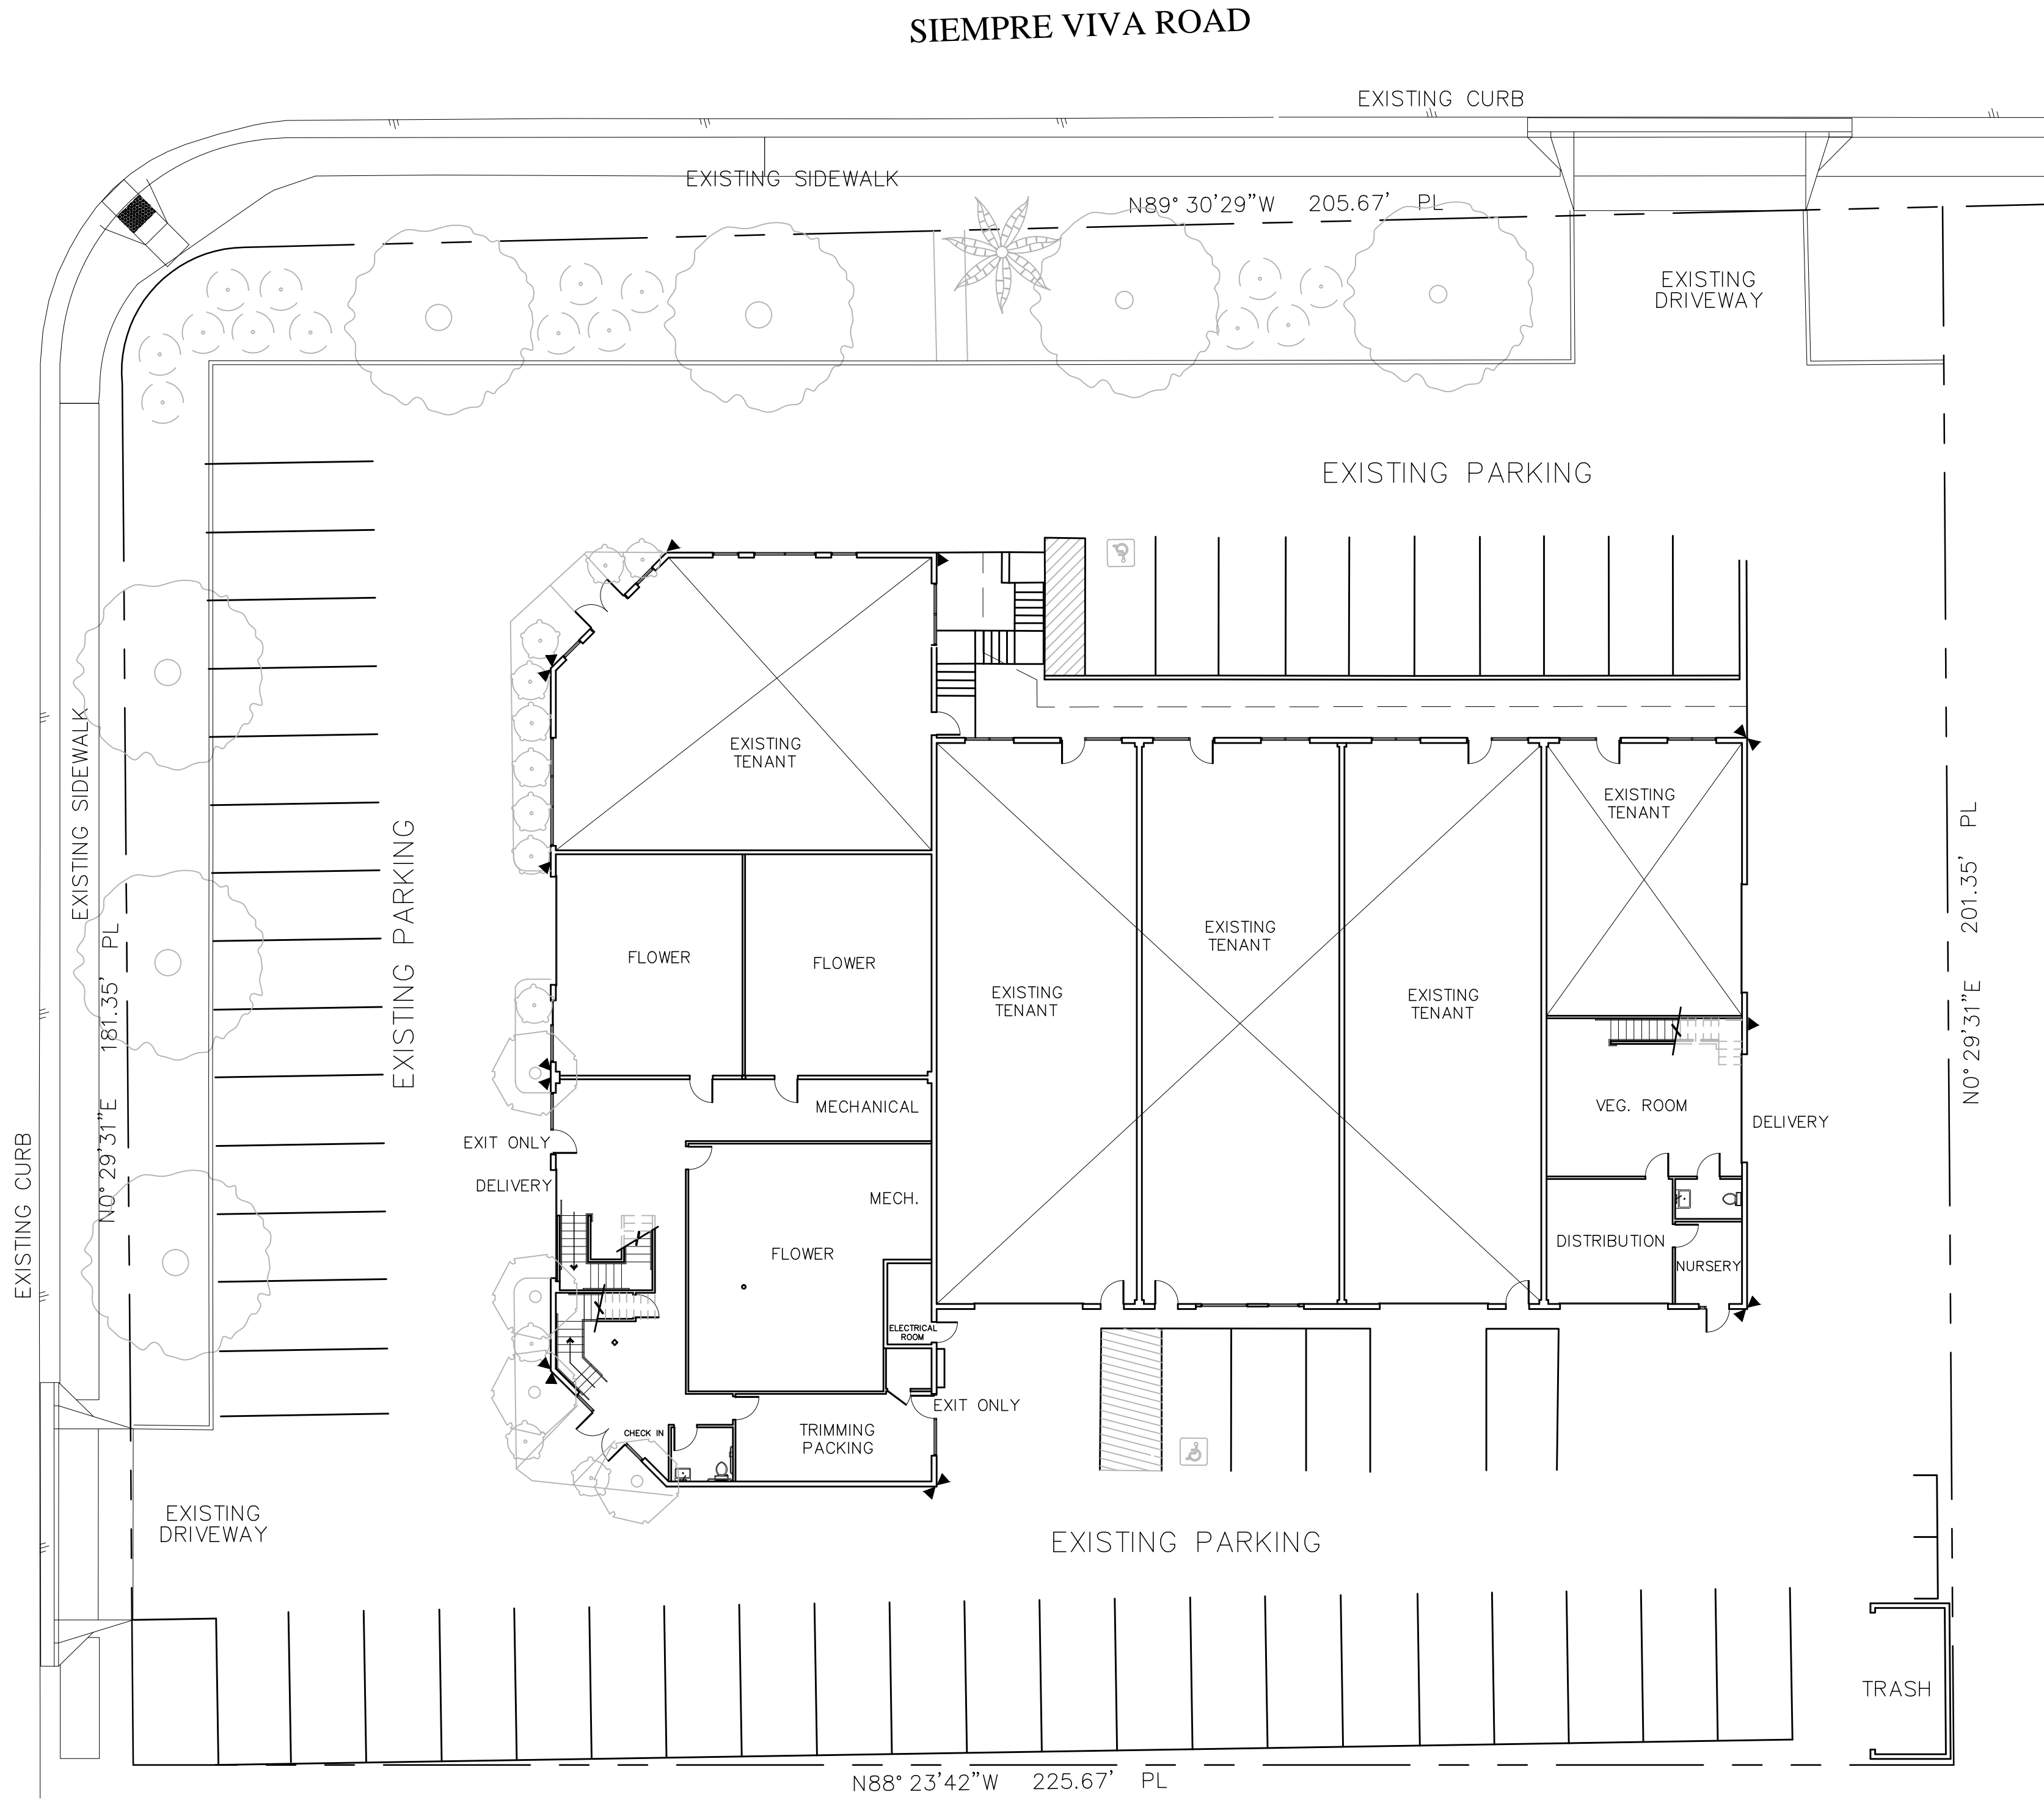 SIEMPRE VIVA ROAD
EXISTING CURB
EXISTING SIDEWALK
N89° 30'29"W 205.67' PL
EXISTING
DRIVEWAY
EXISTING PARKING
EXISTING
TENANT
EXISTING
TENANT
EXISTING SIDEWALK
EXISTING PARKING
N0° 29'31"E 201.35' PL
EXISTING
TENANT
FLOWER
FLOWER
EXISTING
TENANT
EXISTING
TENANT
N0° 29'31"E 181.35' PL
MECHANICAL
VEG. ROOM
DELIVERY
EXIT ONLY
EXISTING CURB
DELIVERY
MECH.
FLOWER
DISTRIBUTION
NURSERY
ELECTRICAL
ROOM
EXIT ONLY
CHECK IN
TRIMMING
PACKING
EXISTING
DRIVEWAY
EXISTING PARKING
TRASH
N88° 23'42"W 225.67' PL